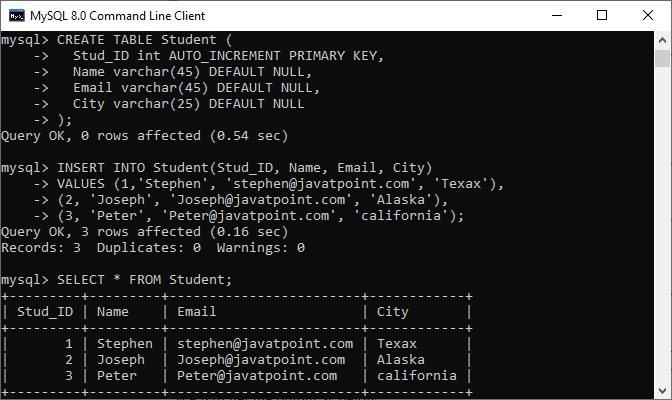 MySQL 8.0 Command Line Client
mysql> CREATE TABLE Student (
    ->   Stud_ID int AUTO_INCREMENT PRIMARY KEY,
    ->   Name varchar(45) DEFAULT NULL,
    ->   Email varchar(45) DEFAULT NULL,
    ->   City varchar(25) DEFAULT NULL
    -> );
Query OK, 0 rows affected (0.54 sec)

mysql> INSERT INTO Student(Stud_ID, Name, Email, City)
    -> VALUES (1,'Stephen', 'stephen@javatpoint.com', 'Texax'),
    -> (2, 'Joseph', 'Joseph@javatpoint.com', 'Alaska'),
    -> (3, 'Peter', 'Peter@javatpoint.com', 'california');
Query OK, 3 rows affected (0.16 sec)
Records: 3  Duplicates: 0  Warnings: 0

mysql> SELECT * FROM Student;
+---------+---------+------------------------+------------+
| Stud_ID | Name    | Email                  | City       |
+---------+---------+------------------------+------------+
|       1 | Stephen | stephen@javatpoint.com | Texax      |
|       2 | Joseph  | Joseph@javatpoint.com  | Alaska     |
|       3 | Peter   | Peter@javatpoint.com   | california |
+---------+---------+------------------------+------------+